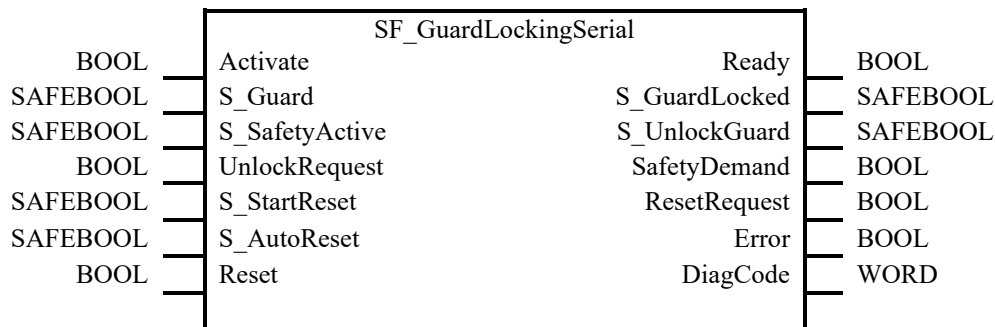 SF_GuardLockingSerial
BOOL Activate Ready BOOL
SAFEBOOL S_Guard S_GuardLocked SAFEBOOL
SAFEBOOL S_SafetyActive S_UnlockGuard SAFEBOOL
BOOL UnlockRequest SafetyDemand BOOL
SAFEBOOL S_StartReset ResetRequest BOOL
SAFEBOOL S_AutoReset Error BOOL
BOOL Reset DiagCode WORD